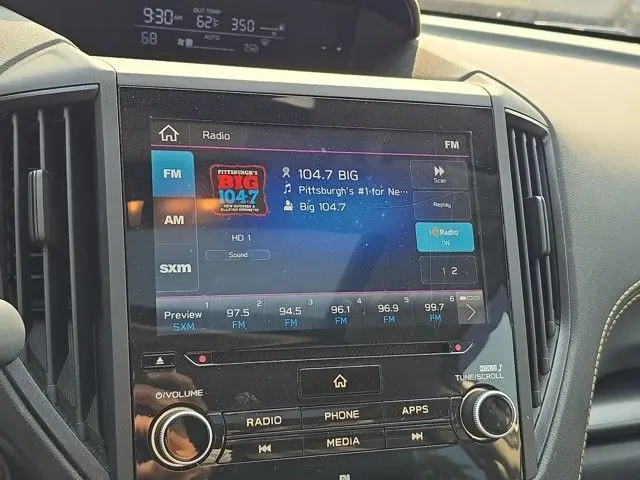 9:30AM
OUT TEMP
62°F
350
68
AUTO
Radio
FM
FM
AM
sxm
PITTSBURGH'S
BIG
104.7
104.7 BIG
Pittsburgh's #1 for Ne...
Big 104.7
HD 1
Sound
Scan
Replay
HD Radio
ON
1 2
1
Preview
SXM
2
97.5
FM
3
94.5
FM
4
96.1
FM
5
96.9
FM
6
99.7
FM
VOLUME
TUNE/SCROLL
RADIO
PHONE
APPS
MEDIA